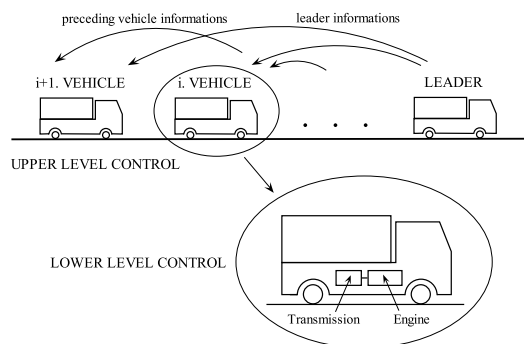 preceding vehicle informations
leader informations
i+1. VEHICLE
i. VEHICLE
LEADER
. . .
UPPER LEVEL CONTROL
LOWER LEVEL CONTROL
Transmission
Engine